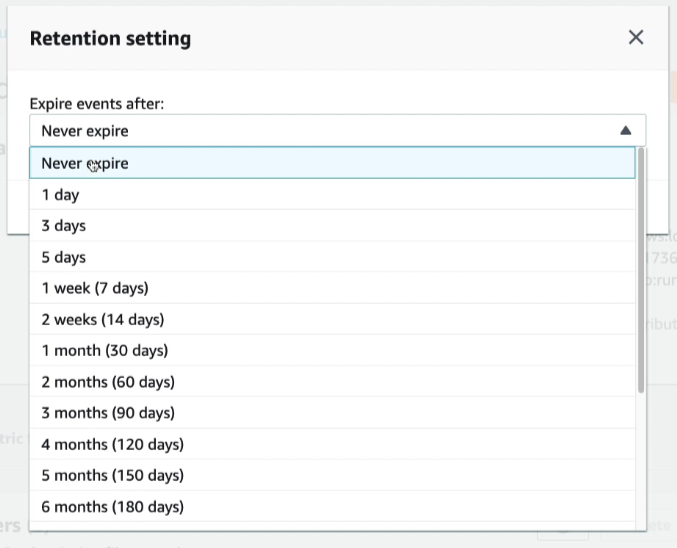 Retention setting
Expire events after:
Never expire
Never expire
1 day
3 days
5 days
1 week (7 days)
2 weeks (14 days)
1 month (30 days)
2 months (60 days)
3 months (90 days)
4 months (120 days)
5 months (150 days)
6 months (180 days)